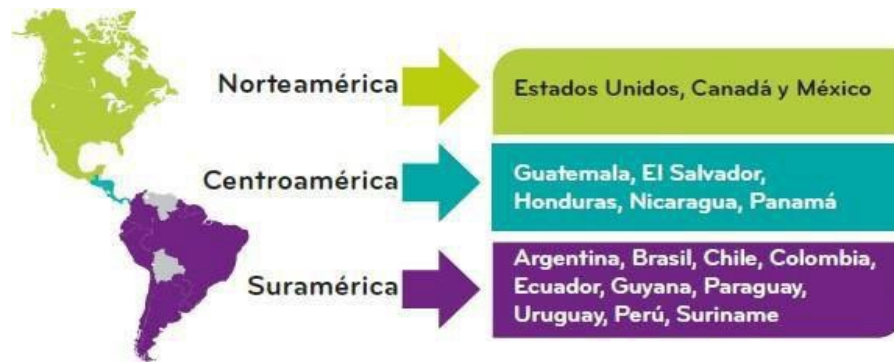 Norteamérica
Estados Unidos, Canadá y México
Centroamérica
Guatemala, El Salvador,
Honduras, Nicaragua, Panamá
Suramérica
Argentina, Brasil, Chile, Colombia,
Ecuador, Guyana, Paraguay,
Uruguay, Perú, Suriname